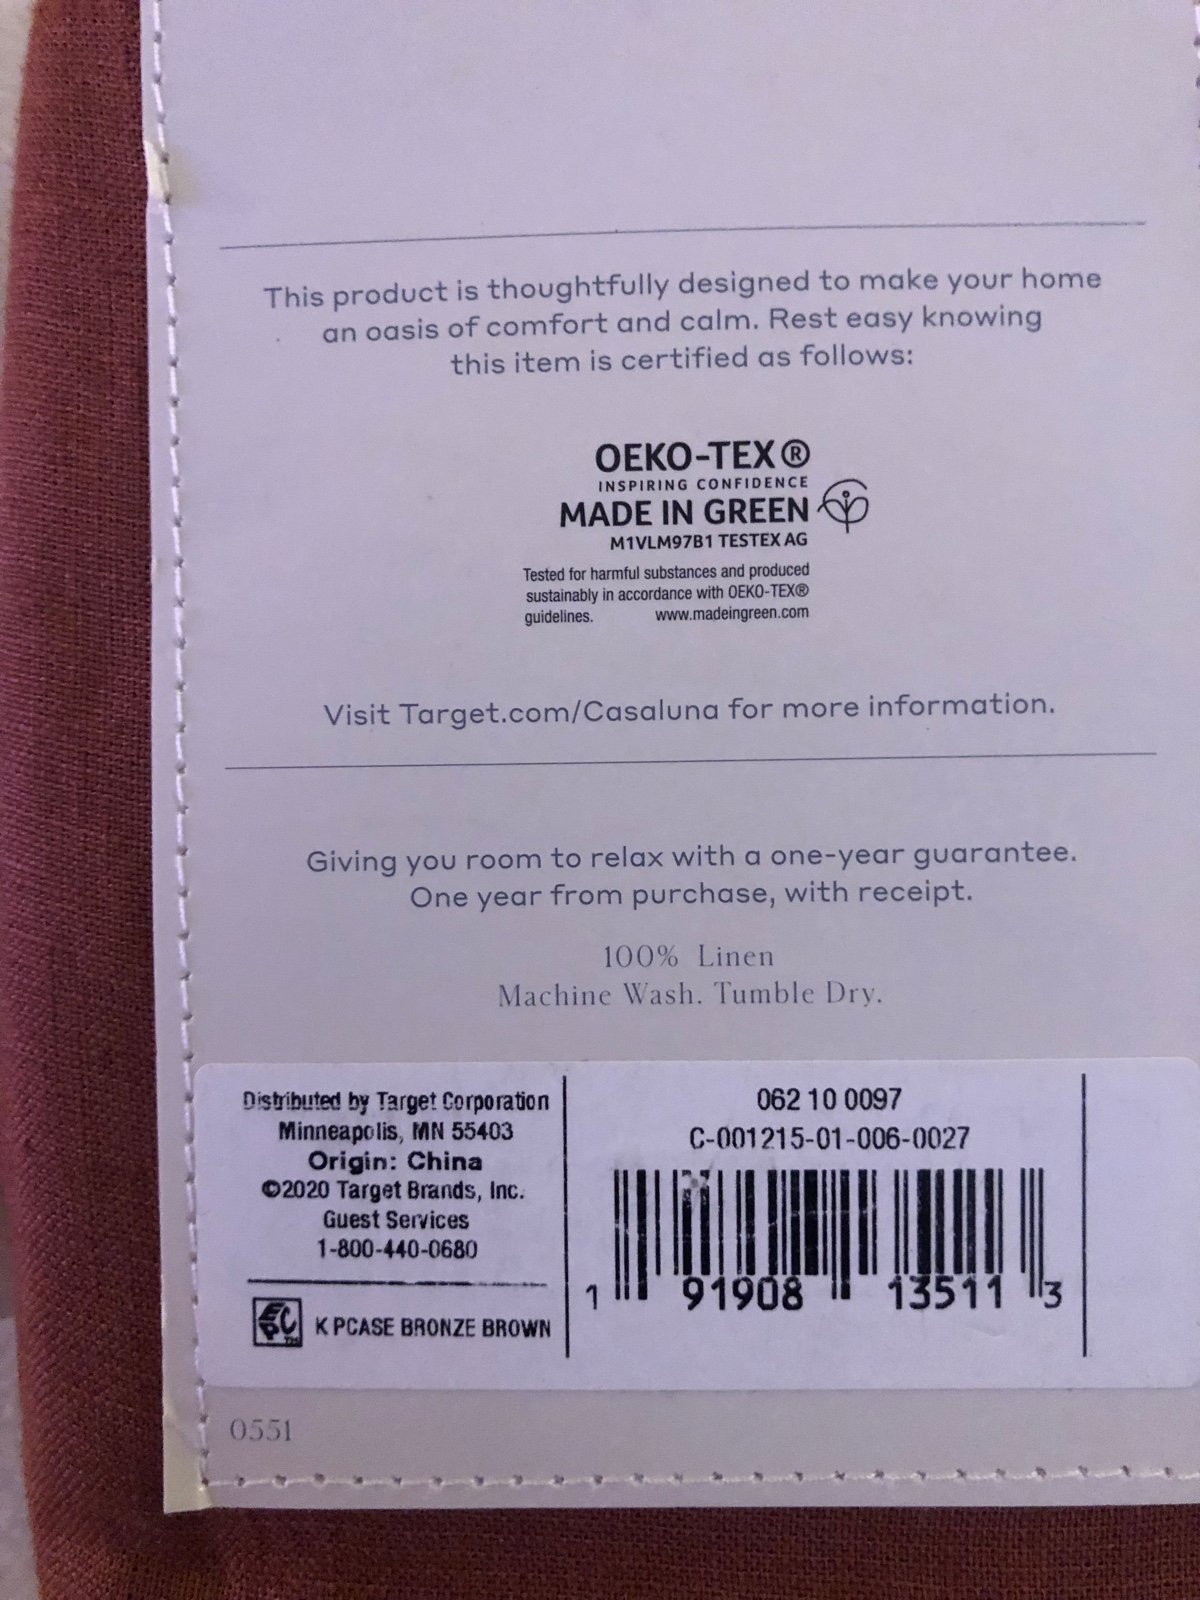 This product is thoughtfully designed to make your home
an oasis of comfort and calm. Rest easy knowing
this item is certified as follows:
OEKO-TEX®
INSPIRING CONFIDENCE
MADE IN GREEN
M1VLM97B1 TESTEX AG
Tested for harmful substances and produced
sustainably in accordance with OEKO-TEX®
guidelines. www.madeingreen.com
Visit Target.com/Casaluna for more information.
Giving you room to relax with a one-year guarantee.
One year from purchase, with receipt.
100% Linen
Machine Wash. Tumble Dry.
Distributed by Target Corporation
Minneapolis, MN 55403
Origin: China
©2020 Target Brands, Inc.
Guest Services
1-800-440-0680
EPC TM K PCASE BRONZE BROWN
062 10 0097
C-001215-01-006-0027
1 91908 13511 3
0551